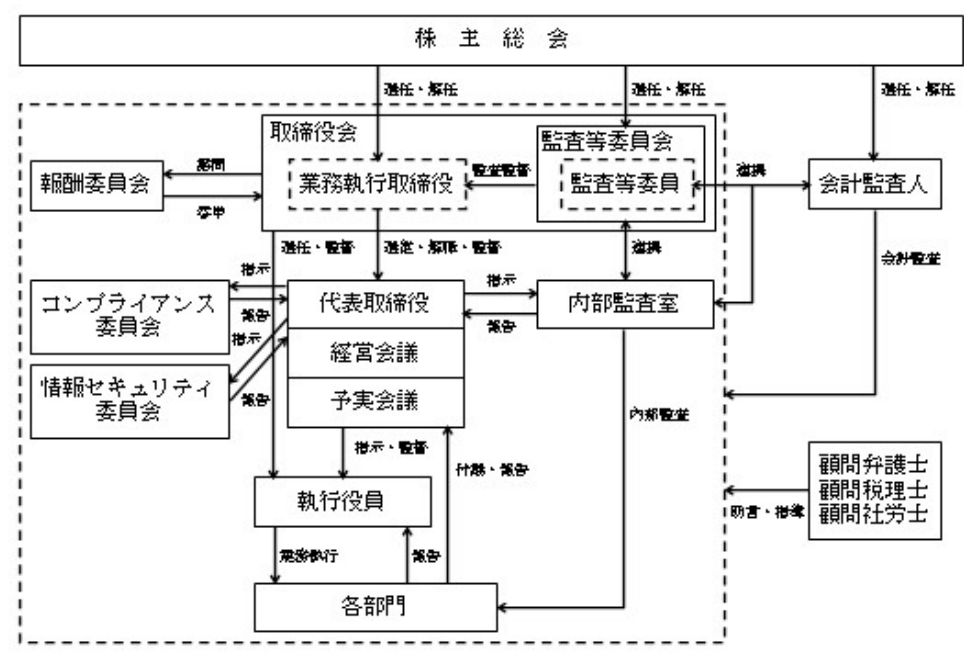 株主総会
選任・解任
選任・解任
選任・解任
取締役会
監査等委員会
報酬委員会
諮問
答申
業務執行取締役
監査監督
監査等委員
連携
会計監査人
選任・監督
選定・解職・監督
連携
会計監査
コンプライアンス
委員会
指示
報告
代表取締役
指示
報告
内部監査室
経営会議
予実会議
情報セキュリティ
委員会
指示
報告
内部監査
指示・監督
付議・報告
執行役員
顧問弁護士
顧問税理士
顧問社労士
助言・指導
業務執行
報告
各部門